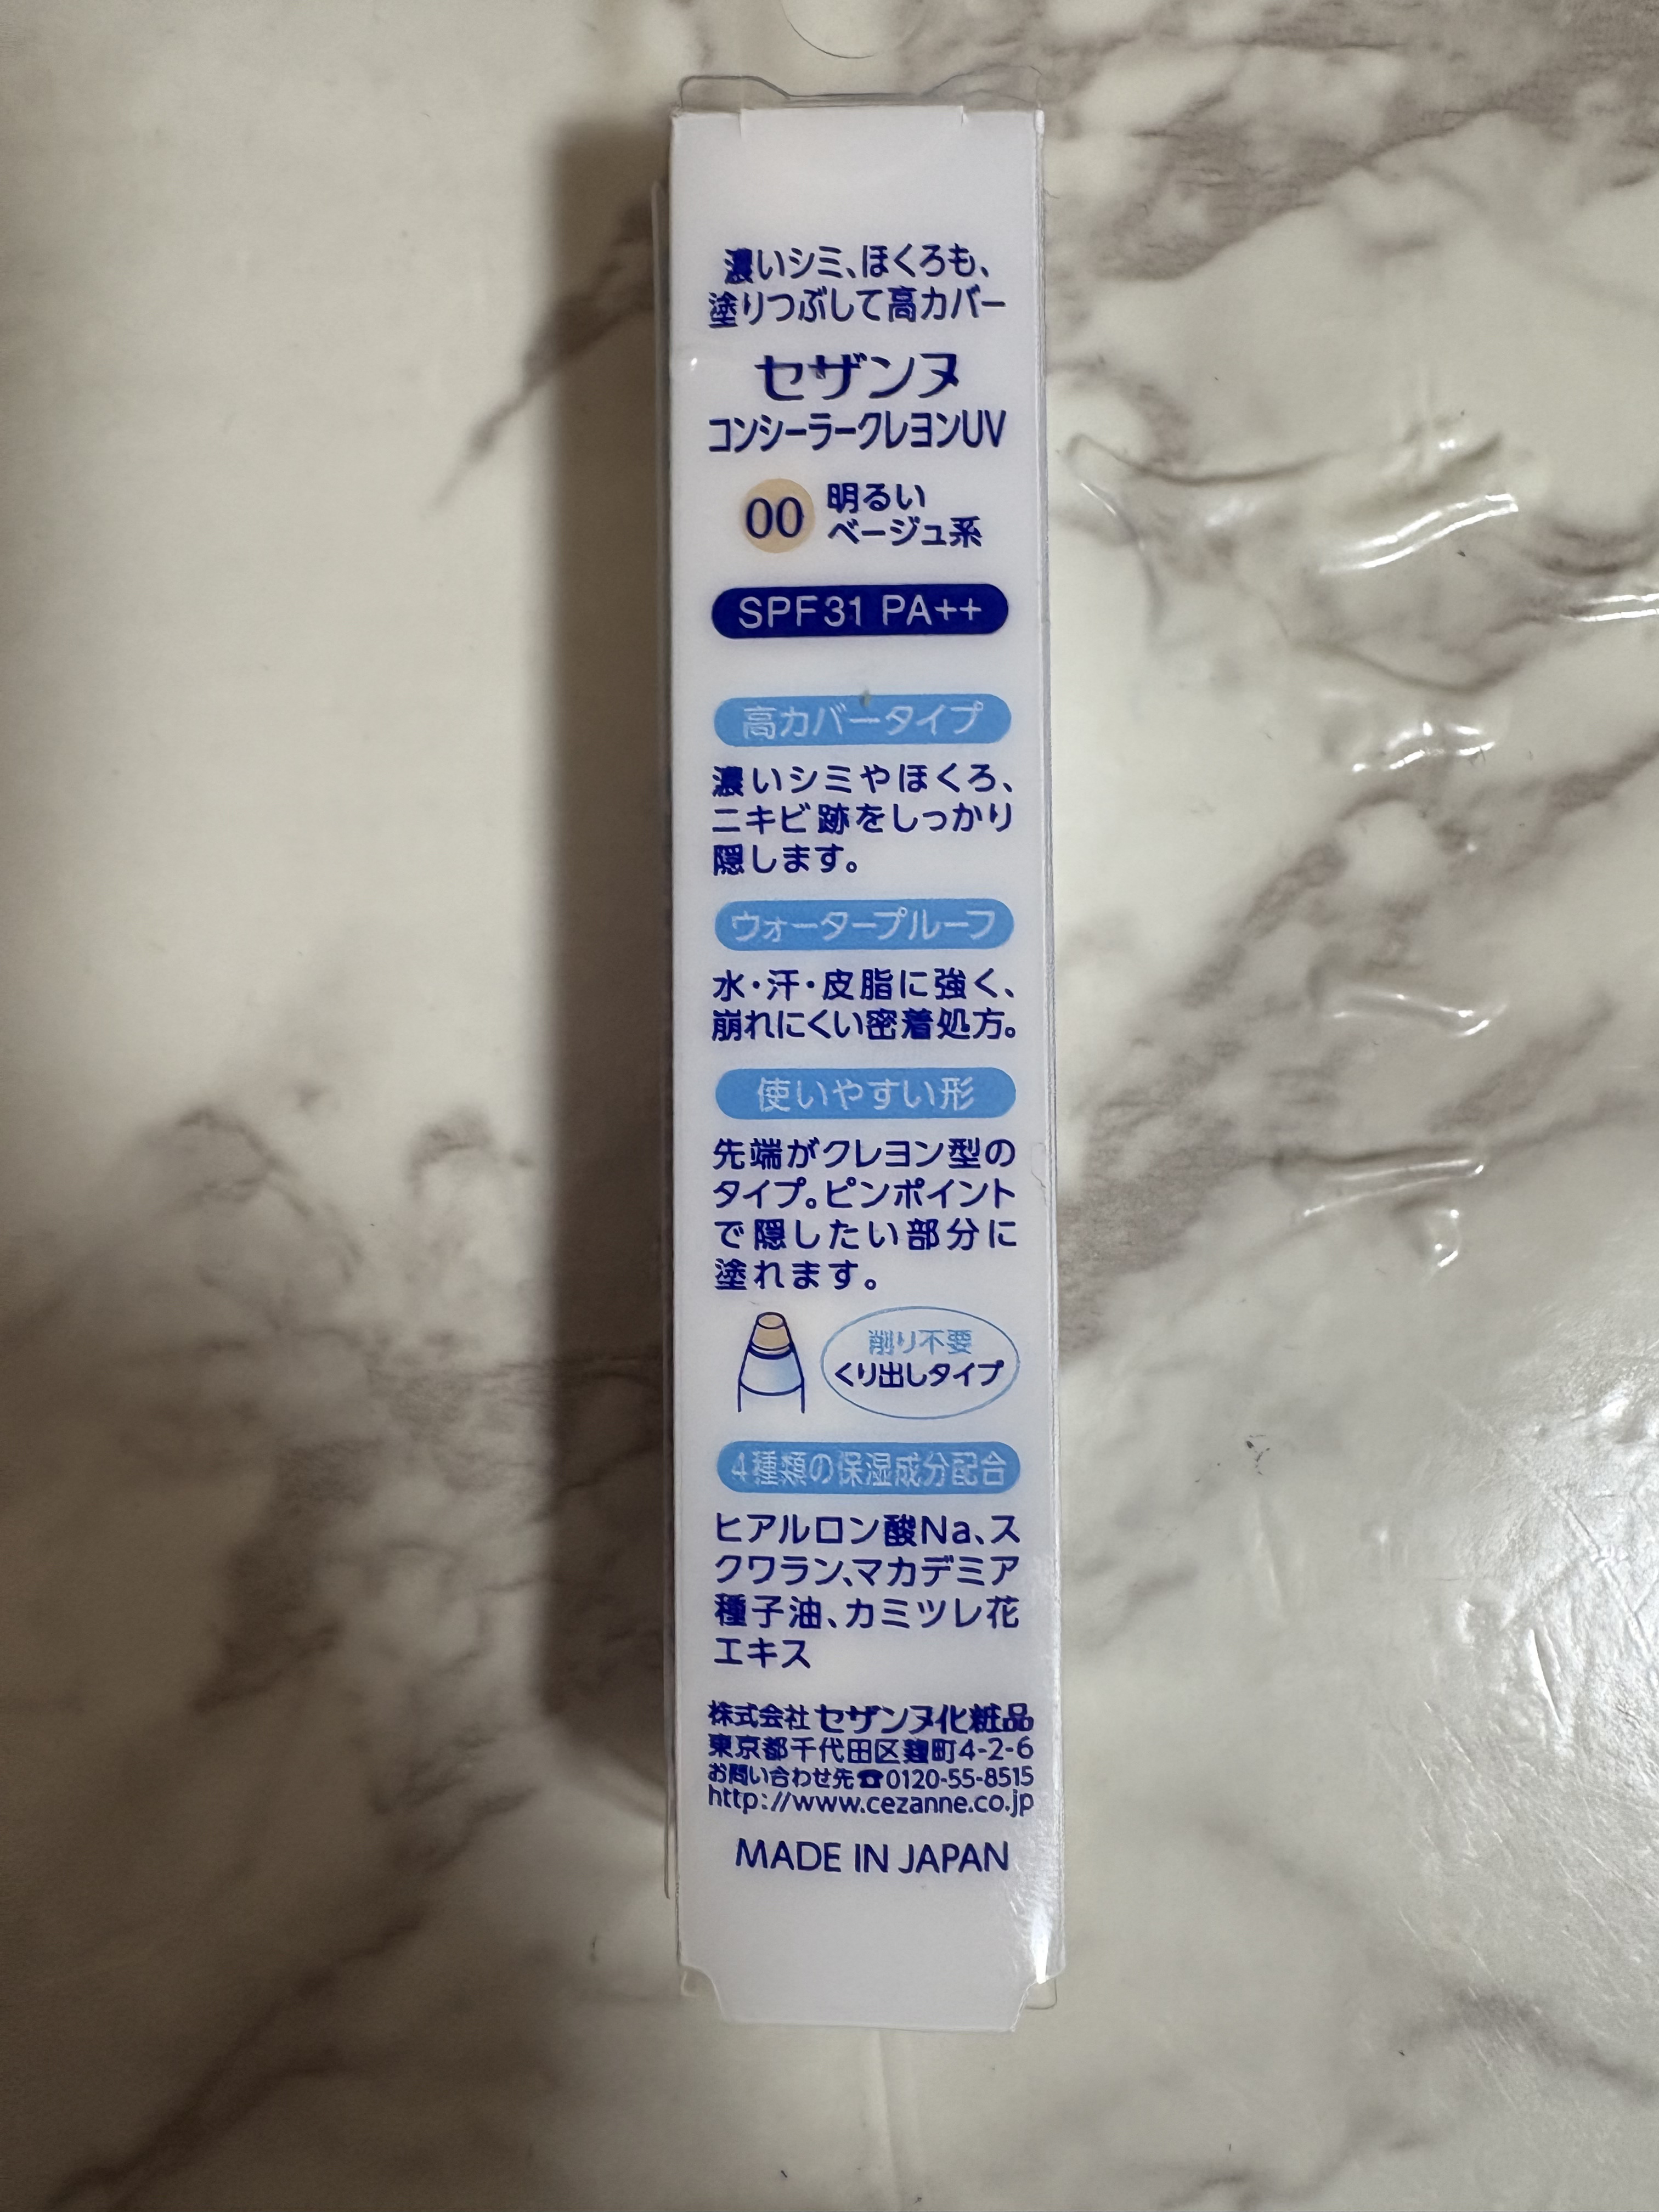 濃いシミ、ほくろも、
塗りつぶして高カバー
セザンヌ
コンシーラークレヨンUV
00 明るい
ベージュ系
SPF31 PA++
高カバータイプ
濃いシミやほくろ、
ニキビ跡をしっかり
隠します。
ウォータープルーフ
水・汗・皮脂に強く、
崩れにくい密着処方。
使いやすい形
先端がクレヨン型の
タイプ。ピンポイント
で隠したい部分に
塗れます。
削り不要
くり出しタイプ
4種類の保湿成分配合
ヒアルロン酸Na、ス
クワラン、マカデミア
種子油、カミツレ花
エキス
株式会社セザンヌ化粧品
東京都千代田区麹町4-2-6
お問い合わせ先☎0120-55-8515
http://www.cezanne.co.jp
MADE IN JAPAN